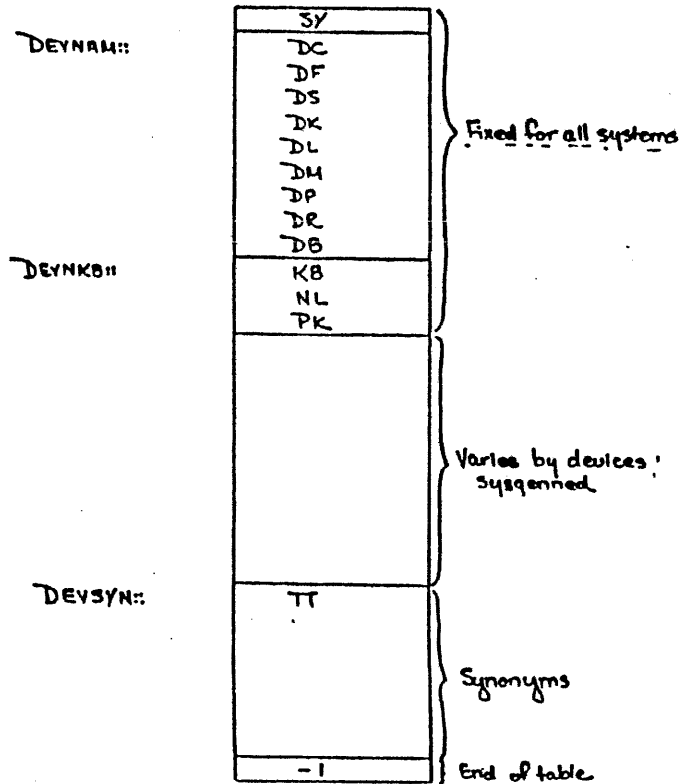 SY
DEVNAM::
DC
DF
DS
DK
DL
DM
DP
DR
DB
Fixed for all systems
DEVNKB::
KB
NL
PK
Varies by devices
sysgenned
DEVSYN::
TT
Synonyms
-1
End of table